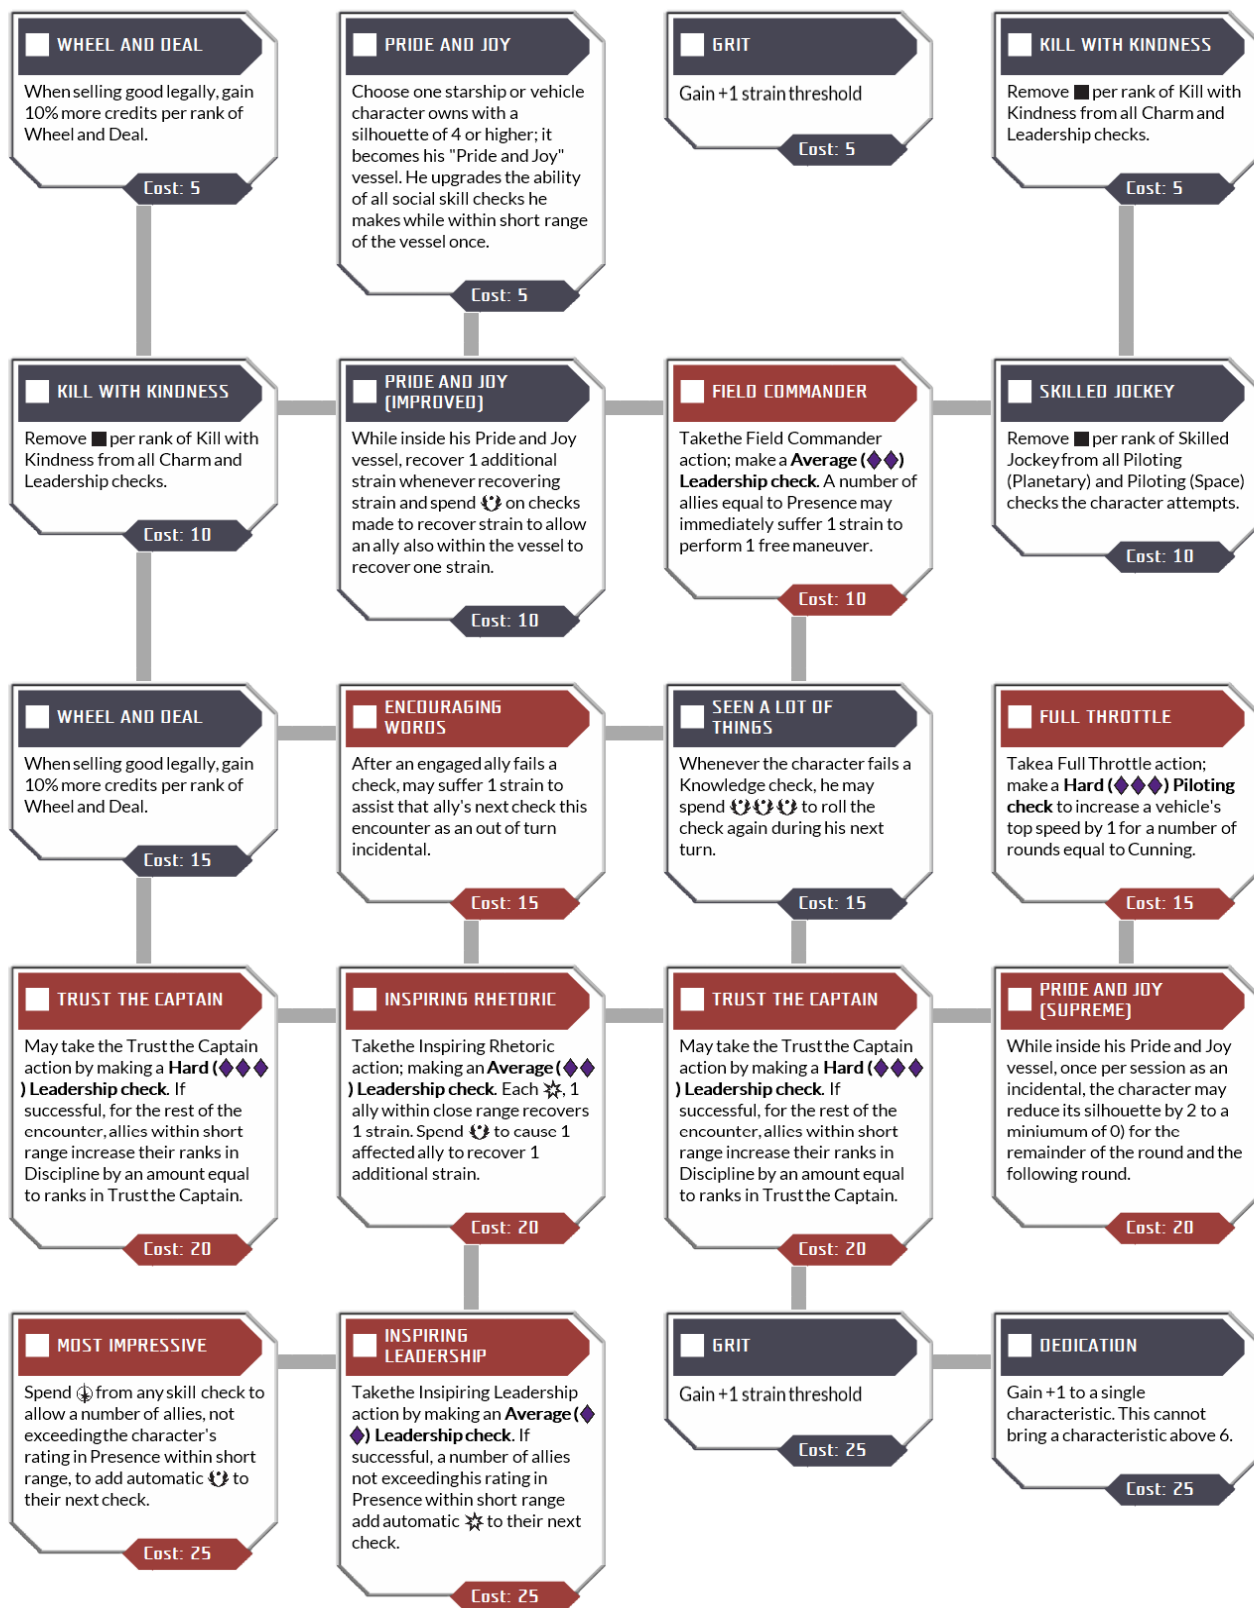 WHEEL AND DEAL
When selling good legally, gain
10% more credits per rank of
Wheel and Deal.
Cost: 5
PRIDE AND JOY
Choose one starship or vehicle
character owns with a
silhouette of 4 or higher; it
becomes his "Pride and Joy"
vessel. He upgrades the ability
of all social skill checks he
makes while within short range
of the vessel once.
Cost: 5
GRIT
Gain +1 strain threshold
Cost: 5
KILL WITH KINDNESS
Remove per rank of Kill with
Kindness from all Charm and
Leadership checks.
Cost: 5
KILL WITH KINDNESS
Remove per rank of Kill with
Kindness from all Charm and
Leadership checks.
Cost: 10
PRIDE AND JOY
(IMPROVED)
While inside his Pride and Joy
vessel, recover 1 additional
strain whenever recovering
strain and spend on checks
made to recover strain to allow
an ally also within the vessel to
recover one strain.
Cost: 10
FIELD COMMANDER
Takethe Field Commander
action; make a Average (♦♦)
Leadership check. A number of
allies equal to Presence may
immediately suffer 1 strain to
perform 1 free maneuver.
Cost: 10
SKILLED JOCKEY
Remove per rank of Skilled
Jockey from all Piloting
(Planetary) and Piloting (Space)
checks the character attempts.
Cost: 10
WHEEL AND DEAL
When selling good legally, gain
10% more credits per rank of
Wheel and Deal.
Cost: 15
ENCOURAGING
WORDS
After an engaged ally fails a
check, may suffer 1 strain to
assist that ally's next check this
encounter as an out of turn
incidental.
Cost: 15
SEEN A LOT OF
THINGS
Whenever the character fails a
Knowledge check, he may
spend to roll the
check again during his next
turn.
Cost: 15
FULL THROTTLE
Takea Full Throttle action;
make a Hard (♦♦♦) Piloting
check to increase a vehicle's
top speed by 1 for a number of
rounds equal to Cunning.
Cost: 15
TRUST THE CAPTAIN
May take the Trust the Captain
action by making a Hard (♦♦♦
) Leadership check. If
successful, for the rest of the
encounter, allies within short
range increase their ranks in
Discipline by an amount equal
to ranks in Trust the Captain.
Cost: 20
INSPIRING RHETORIC
Takethe Inspiring Rhetoric
action; making an Average (♦♦
) Leadership check. Each , 1
ally within close range recovers
1 strain. Spend to cause 1
affected ally to recover 1
additional strain.
Cost: 20
TRUST THE CAPTAIN
May take the Trust the Captain
action by making a Hard (♦♦♦
) Leadership check. If
successful, for the rest of the
encounter, allies within short
range increase their ranks in
Discipline by an amount equal
to ranks in Trust the Captain.
Cost: 20
PRIDE AND JOY
(SUPREME)
While inside his Pride and Joy
vessel, once per session as an
incidental, the character may
reduce its silhouette by 2 to a
miniumum of 0) for the
remainder of the round and the
following round.
Cost: 20
MOST IMPRESSIVE
Spend from any skill check to
allow a number of allies, not
exceeding the character's
rating in Presence within short
range, to add automatic to
their next check.
Cost: 25
INSPIRING
LEADERSHIP
Takethe Insipiring Leadership
action by making an Average (♦
♦) Leadership check. If
successful, a number of allies
not exceeding his rating in
Presence within short range
add automatic to their next
check.
Cost: 25
GRIT
Gain +1 strain threshold
Cost: 25
DEDICATION
Gain +1 to a single
characteristic. This cannot
bring a characteristic above 6.
Cost: 25